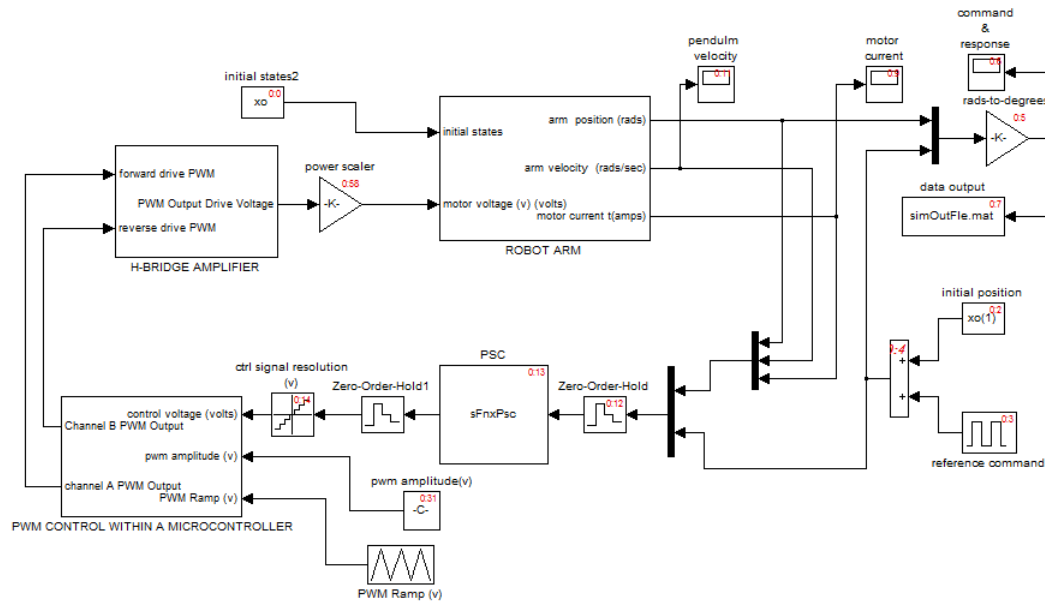 command
&
response
0:6
pendulm
velocity
0:1
motor
current
0:9
initial states2
0:0
xo
rads-to-degrees
0:5
-K-
initial states
arm position (rads)
arm velocity (rads/sec)
motor voltage (v) (volts)
motor current t(amps)
ROBOT ARM
power scaler
0:58
-K-
forward drive PWM
PWM Output Drive Voltage
reverse drive PWM
H-BRIDGE AMPLIFIER
data output
0:7
simOutFle.mat
initial position
0:2
xo(1)
0:4
+
+
0:3
reference command
PSC
0:13
sFnxPsc
Zero-Order-Hold
0:12
Zero-Order-Hold1
ctrl signal resolution
(v)
0:14
control voltage (volts)
Channel B PWM Output
pwm amplitude (v)
channel A PWM Output
PWM Ramp (v)
PWM CONTROL WITHIN A MICROCONTROLLER
pwm amplitude(v)
0:31
-C-
PWM Ramp (v)